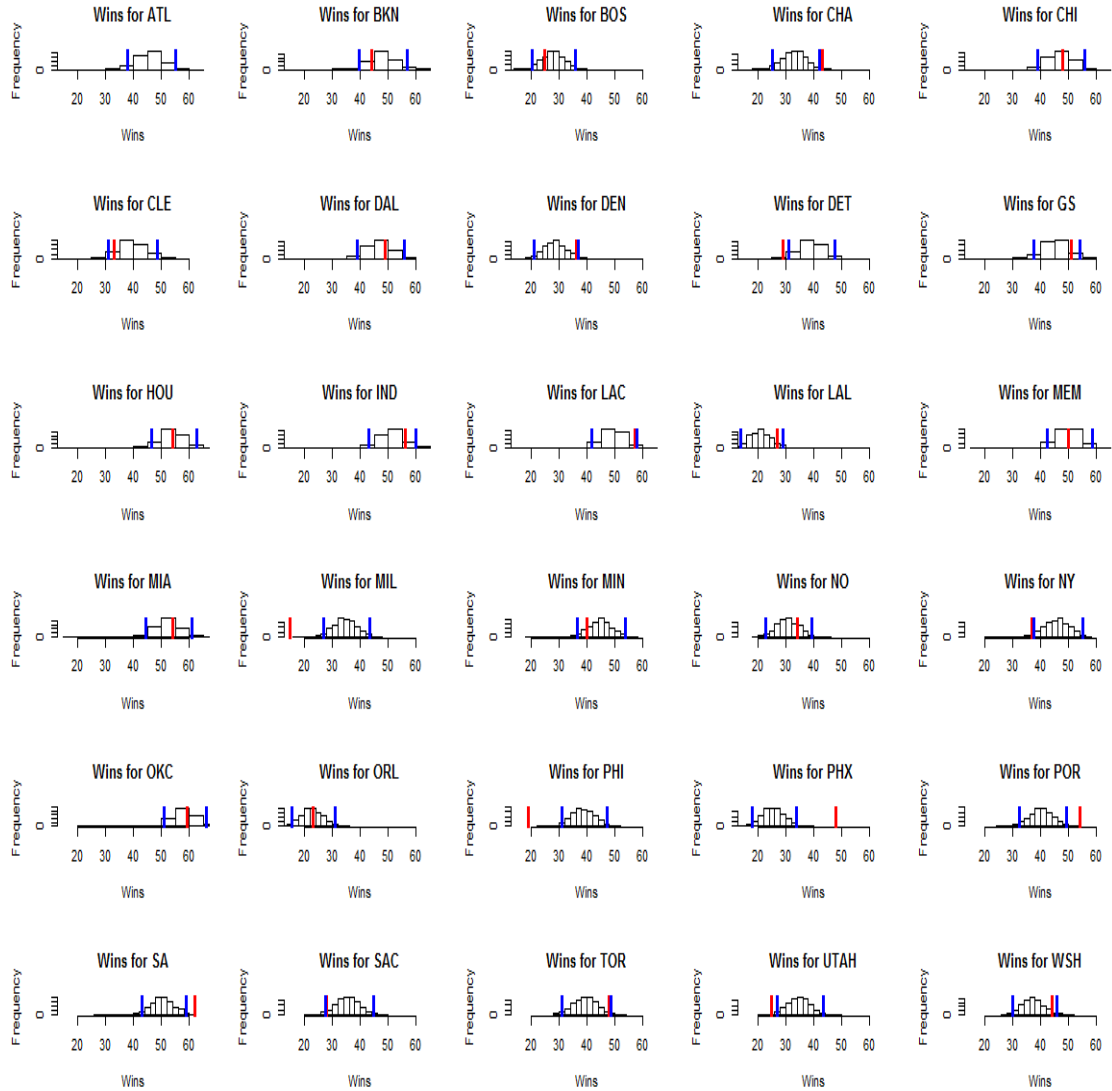 Wins for ATL Wins for BKN Wins for BOS Wins for CHA Wins for CHI
Frequency Frequency Frequency Frequency Frequency
0 0 0 0 0
20 30 40 50 60 20 30 40 50 60 20 30 40 50 60 20 30 40 50 60 20 30 40 50 60
Wins Wins Wins Wins Wins
Wins for CLE Wins for DAL Wins for DEN Wins for DET Wins for GS
Frequency Frequency Frequency Frequency Frequency
0 0 0 0 0
20 30 40 50 60 20 30 40 50 60 20 30 40 50 60 20 30 40 50 60 20 30 40 50 60
Wins Wins Wins Wins Wins
Wins for HOU Wins for IND Wins for LAC Wins for LAL Wins for MEM
Frequency Frequency Frequency Frequency Frequency
0 0 0 0 0
20 30 40 50 60 20 30 40 50 60 20 30 40 50 60 20 30 40 50 60 20 30 40 50 60
Wins Wins Wins Wins Wins
Wins for MIA Wins for MIL Wins for MIN Wins for NO Wins for NY
Frequency Frequency Frequency Frequency Frequency
0 0 0 0 0
20 30 40 50 60 20 30 40 50 60 20 30 40 50 60 20 30 40 50 60 20 30 40 50 60
Wins Wins Wins Wins Wins
Wins for OKC Wins for ORL Wins for PHI Wins for PHX Wins for POR
Frequency Frequency Frequency Frequency Frequency
0 0 0 0 0
20 30 40 50 60 20 30 40 50 60 20 30 40 50 60 20 30 40 50 60 20 30 40 50 60
Wins Wins Wins Wins Wins
Wins for SA Wins for SAC Wins for TOR Wins for UTAH Wins for WSH
Frequency Frequency Frequency Frequency Frequency
0 0 0 0 0
20 30 40 50 60 20 30 40 50 60 20 30 40 50 60 20 30 40 50 60 20 30 40 50 60
Wins Wins Wins Wins Wins